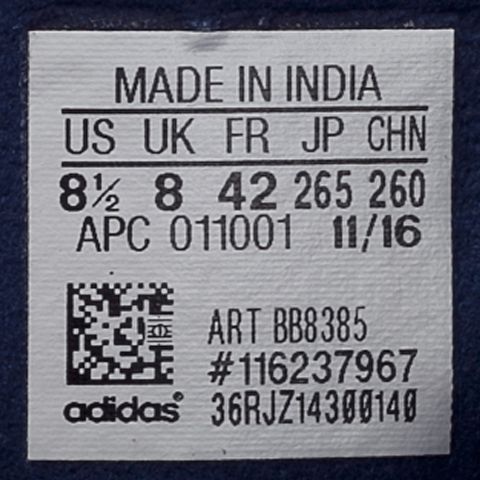 MADE IN INDIA
US UK FR JP CHN
8½ 8 42 265 260
APC 011001 11/16
ART BB8385
#116237967
adidas® 36RJZ14300140